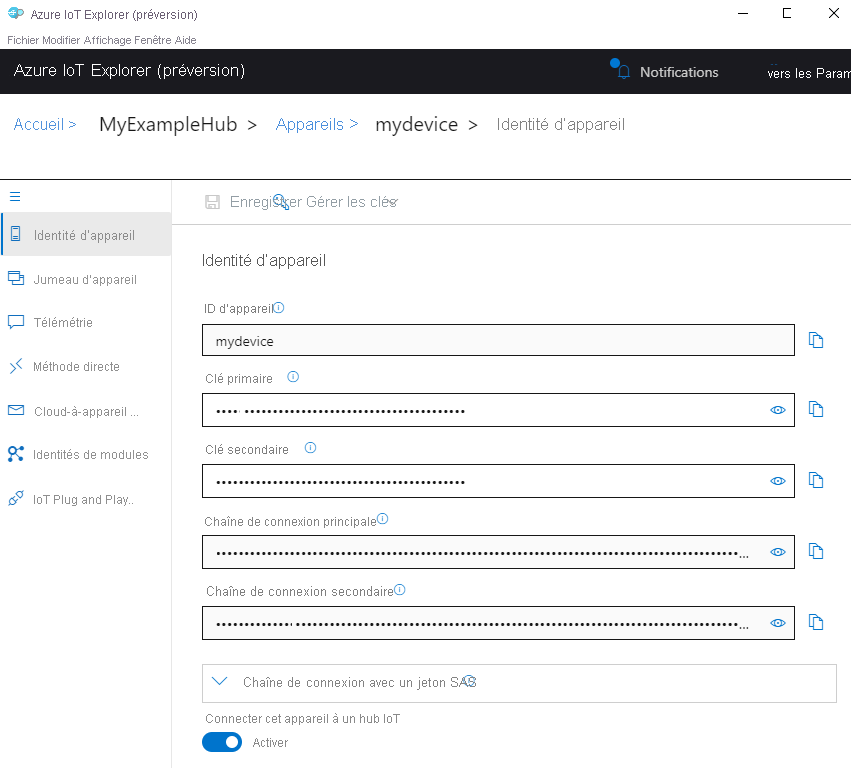 Azure IoT Explorer (préversion)
Fichier Modifier Affichage Fenêtre Aide
Azure IoT Explorer (préversion)
Notifications
vers les Param
Accueil > MyExampleHub > Appareils > mydevice > Identité d'appareil
Enregistrer Gérer les clés
Identité d'appareil
Jumeau d'appareil
Télémétrie
Méthode directe
Cloud-à-appareil ...
Identités de modules
IoT Plug and Play..
Identité d'appareil
ID d'appareil
mydevice
Clé primaire
Clé secondaire
Chaîne de connexion principale
Chaîne de connexion secondaire
Chaîne de connexion avec un jeton SAS
Connecter cet appareil à un hub IoT
Activer